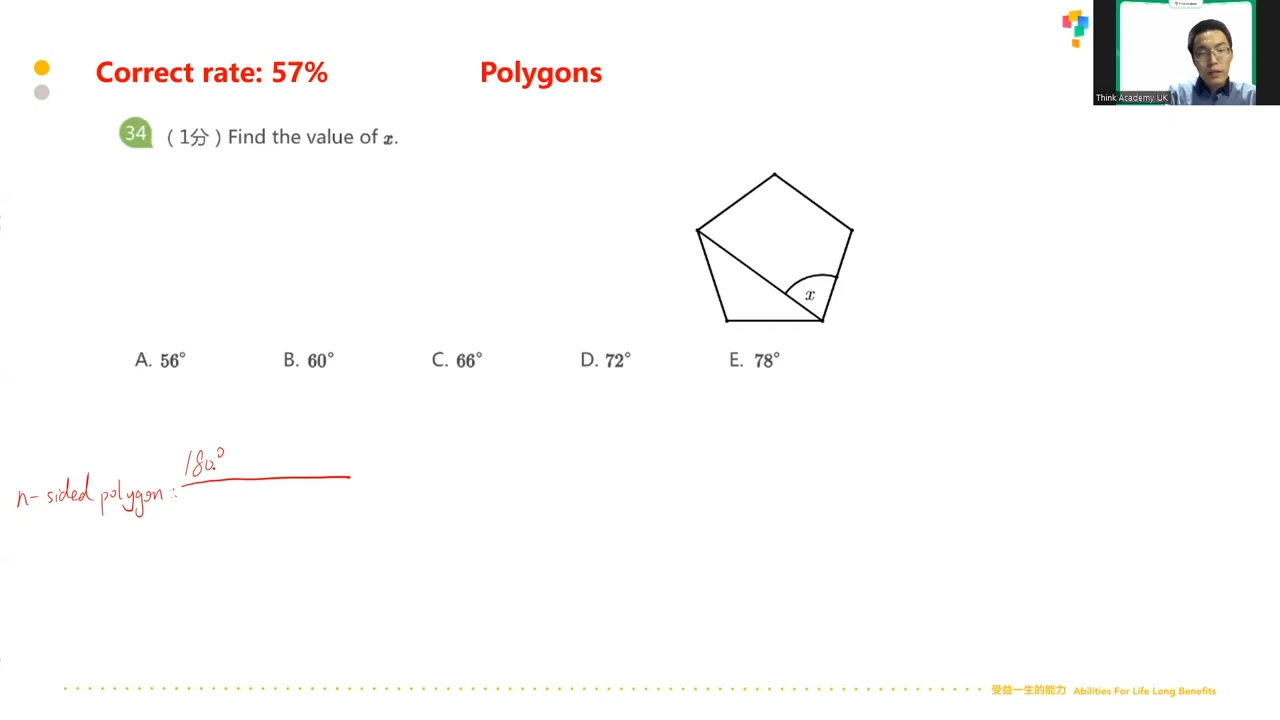 Correct rate: 57%
Polygons
Think Academy UK
34
（1分）Find the value of x.
x
A. 56°
B. 60°
C. 66°
D. 72°
E. 78°
180°
n-sided polygon:
受益一生的能力 Abilities For Life Long Benefits